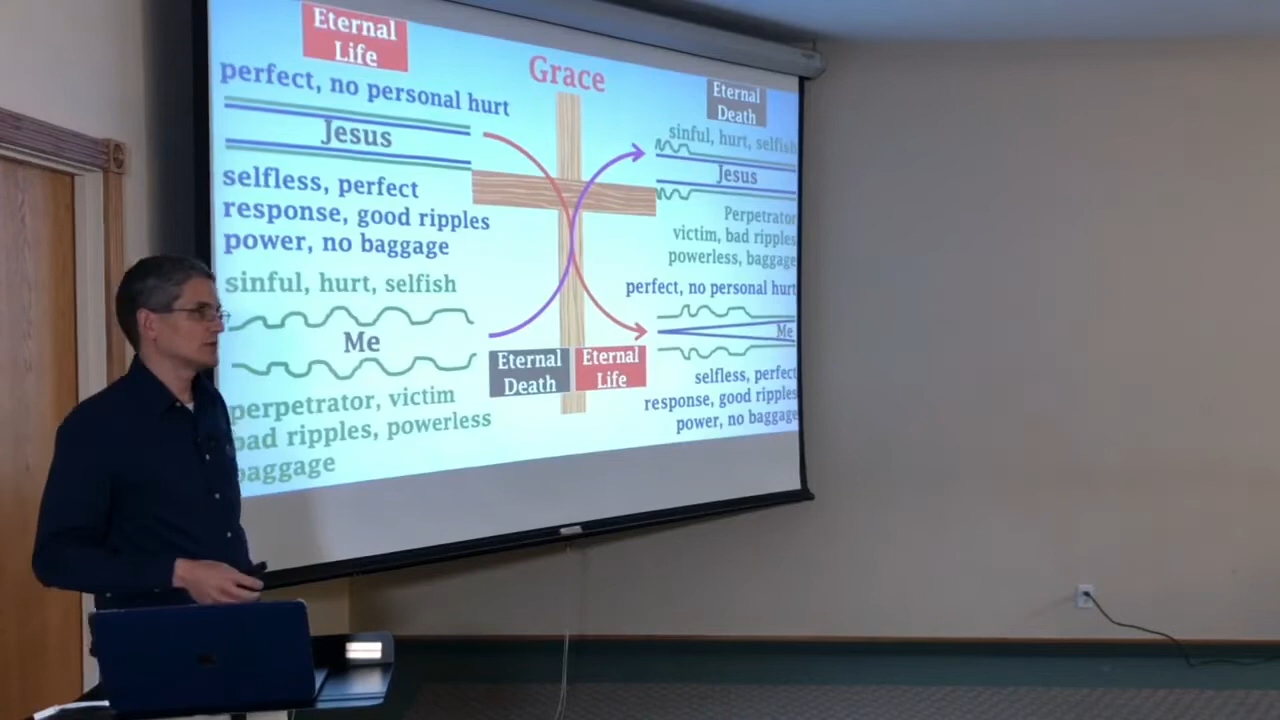 Eternal
Life
perfect, no personal hurt
Jesus
selfless, perfect
response, good ripples
power, no baggage
sinful, hurt, selfish
Me
perpetrator, victim
bad ripples, powerless
baggage
Grace
Eternal
Death
Eternal
Life
Eternal
Death
sinful, hurt, selfish
Jesus
Perpetrator
victim, bad ripples
powerless, baggage
perfect, no personal hurt
Me
selfless, perfect
response, good ripples
power, no baggage